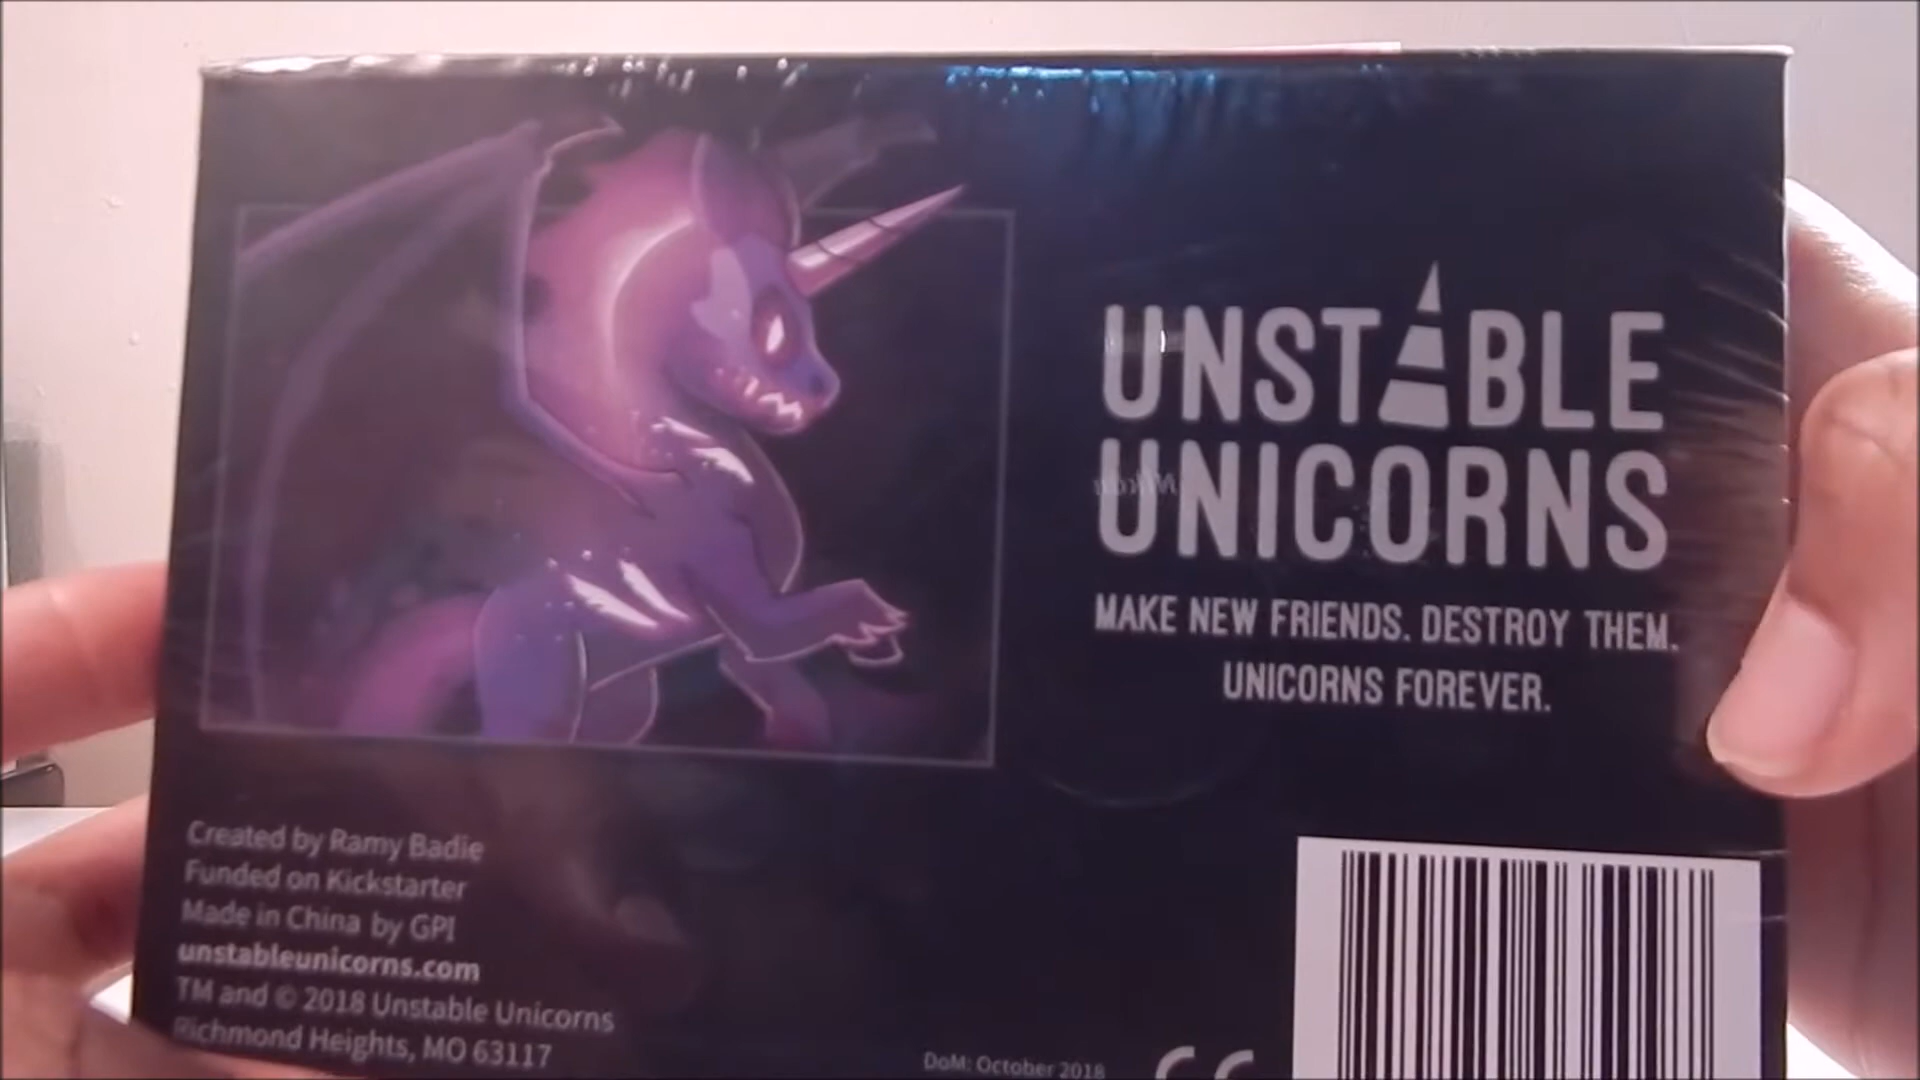 UNSTABLE
UNICORNS
MAKE NEW FRIENDS. DESTROY THEM.
UNICORNS FOREVER.
Created by Ramy Badie
Funded on Kickstarter
Made in China by GPI
unstableunicorns.com
TM and © 2018 Unstable Unicorns
Richmond Heights, MO 63117
DoM: October 2018
CE